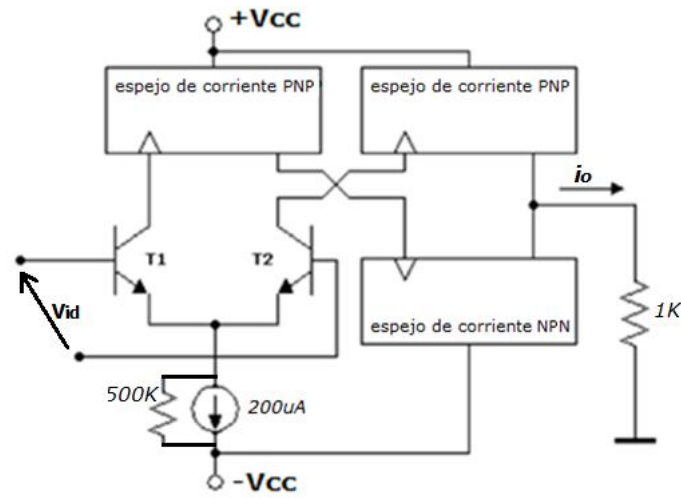 +Vcc
espejo de corriente PNP
espejo de corriente PNP
io
T1
T2
Vid
espejo de corriente NPN
1K
500K
200uA
-Vcc